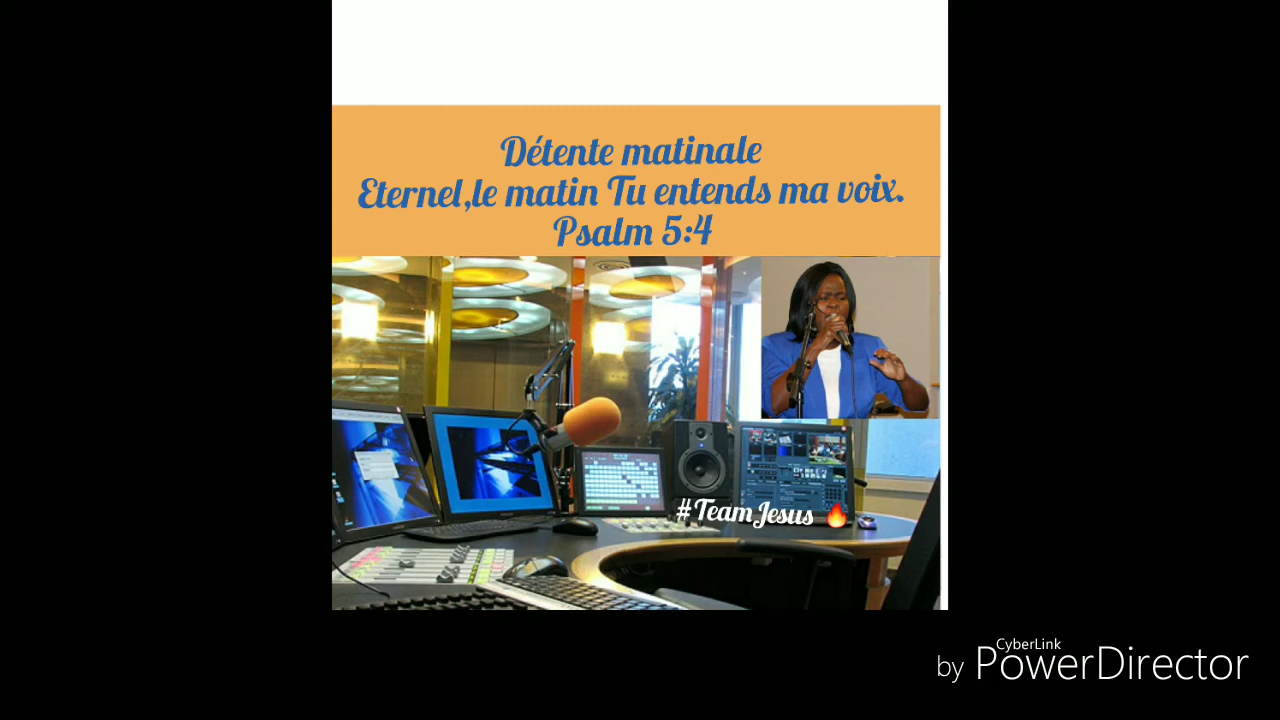 Détente matinale
Eternel,le matin Tu entends ma voix.
Psalm 5:4
#TeamJesus 🔥
CyberLink
by PowerDirector